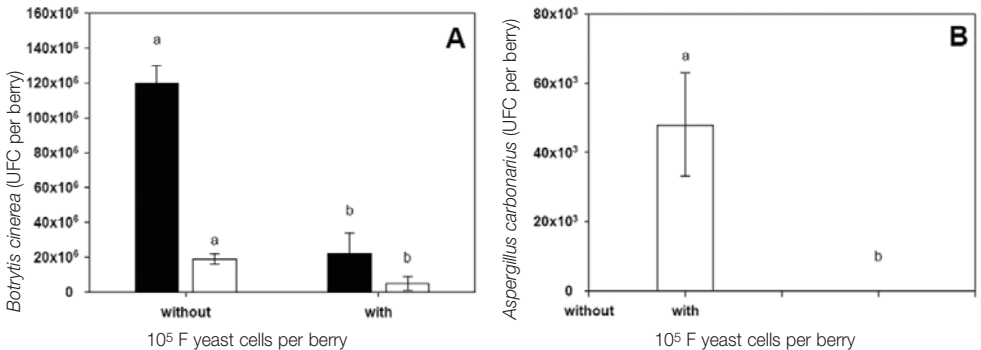 Botrytis cinerea (UFC per berry)
160x10⁶
140x10⁶
120x10⁶
100x10⁶
80x10⁶
60x10⁶
40x10⁶
20x10⁶
0
A
a
a
b
b
without with
10⁵ F yeast cells per berry
Aspergillus carbonarius (UFC per berry)
80x10³
60x10³
40x10³
20x10³
0
B
a
b
without with
10⁵ F yeast cells per berry